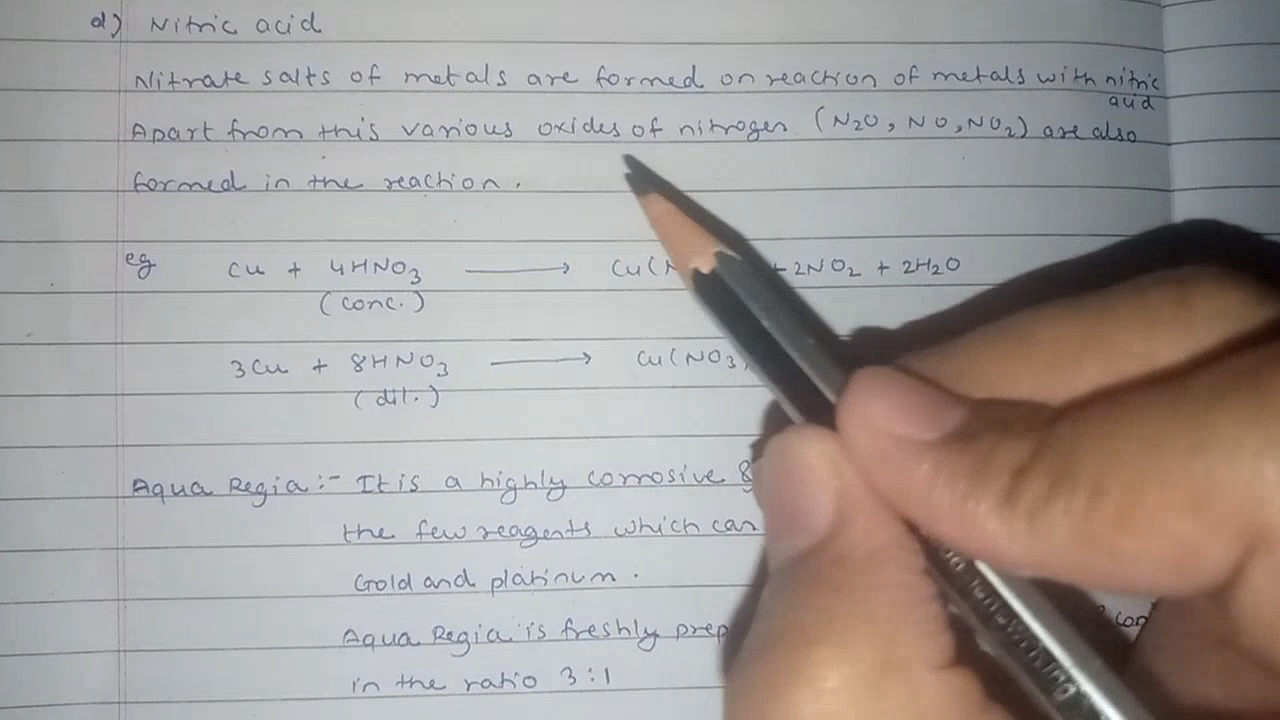 d) Nitric acid
Nitrate salts of metals are formed on reaction of metals with nitric acid
Apart from this various oxides of nitrogen (N2O, NO, NO2) are also
formed in the reaction.
eg Cu + 4HNO3 ⟶ Cu( + 2NO2 + 2H2O
(conc.)
3Cu + 8HNO3 ⟶ Cu(NO3
(dil.)
Aqua Regia :- It is a highly corrosive &
the few reagents which can
Gold and platinum.
Aqua Regia is freshly
in the ratio 3:1